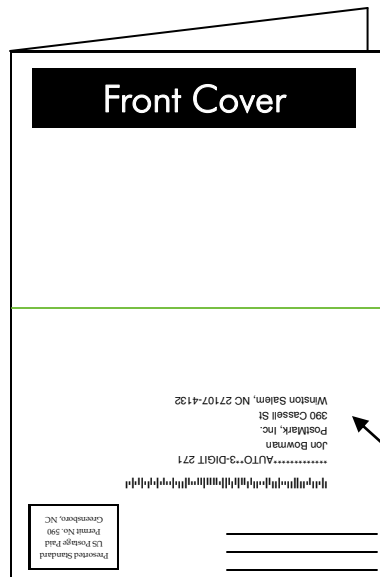 Front Cover
*************AUTO**3-DIGIT 271
Jon Bowman
PostMark, Inc.
390 Cassell St
Winston Salem, NC 27107-4132
Presorted Standard
US Postage Paid
Permit No. 590
Greensboro, NC